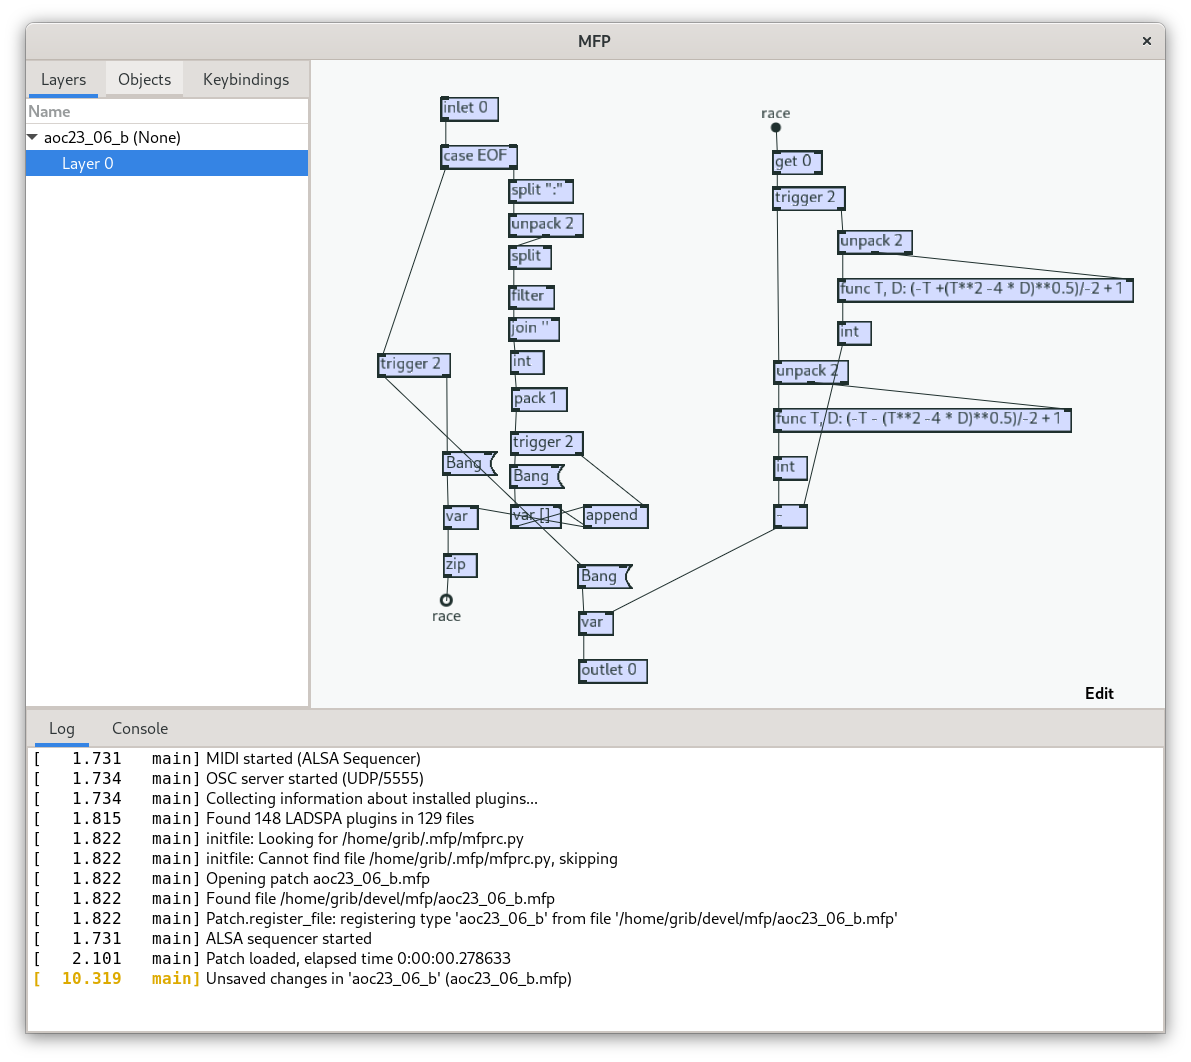 MFP
×
Layers Objects Keybindings
Name
aoc23_06_b (None)
Layer 0
inlet 0
case EOF
split ":"
unpack 2
split
filter
join ''
int
pack 1
trigger 2
trigger 2
Bang
Bang
var
var []
append
zip
race
Bang
var
outlet 0
race
get 0
trigger 2
unpack 2
func T, D: (-T +(T**2 -4 * D)**0.5)/-2 + 1
int
unpack 2
func T, D: (-T - (T**2 -4 * D)**0.5)/-2 + 1
int
-
Edit
Log Console
[ 1.731 main] MIDI started (ALSA Sequencer)
[ 1.734 main] OSC server started (UDP/5555)
[ 1.734 main] Collecting information about installed plugins...
[ 1.815 main] Found 148 LADSPA plugins in 129 files
[ 1.822 main] initfile: Looking for /home/grib/.mfp/mfprc.py
[ 1.822 main] initfile: Cannot find file /home/grib/.mfp/mfprc.py, skipping
[ 1.822 main] Opening patch aoc23_06_b.mfp
[ 1.822 main] Found file /home/grib/devel/mfp/aoc23_06_b.mfp
[ 1.822 main] Patch.register_file: registering type 'aoc23_06_b' from file '/home/grib/devel/mfp/aoc23_06_b.mfp'
[ 1.731 main] ALSA sequencer started
[ 2.101 main] Patch loaded, elapsed time 0:00:00.278633
[ 10.319 main] Unsaved changes in 'aoc23_06_b' (aoc23_06_b.mfp)